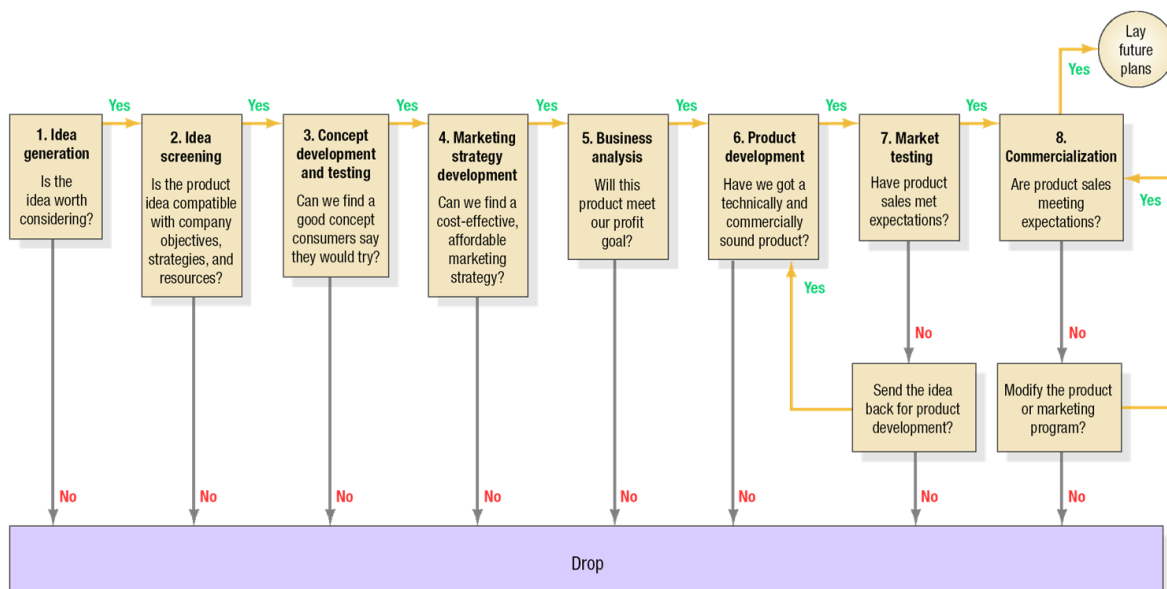 Lay
future
plans
Yes
Yes
Yes
Yes
Yes
Yes
Yes
Yes
1. Idea
generation
Is the
idea worth
considering?
2. Idea
screening
Is the product
idea compatible
with company
objectives,
strategies, and
resources?
3. Concept
development
and testing
Can we find a
good concept
consumers say
they would try?
4. Marketing
strategy
development
Can we find a
cost-effective,
affordable
marketing
strategy?
5. Business
analysis
Will this
product meet
our profit
goal?
6. Product
development
Have we got a
technically and
commercially
sound product?
7. Market
testing
Have product
sales met
expectations?
8.
Commercialization
Are product sales
meeting
expectations?
Yes
Yes
No
No
Send the idea
back for product
development?
Modify the product
or marketing
program?
No
No
No
No
No
No
No
No
Drop